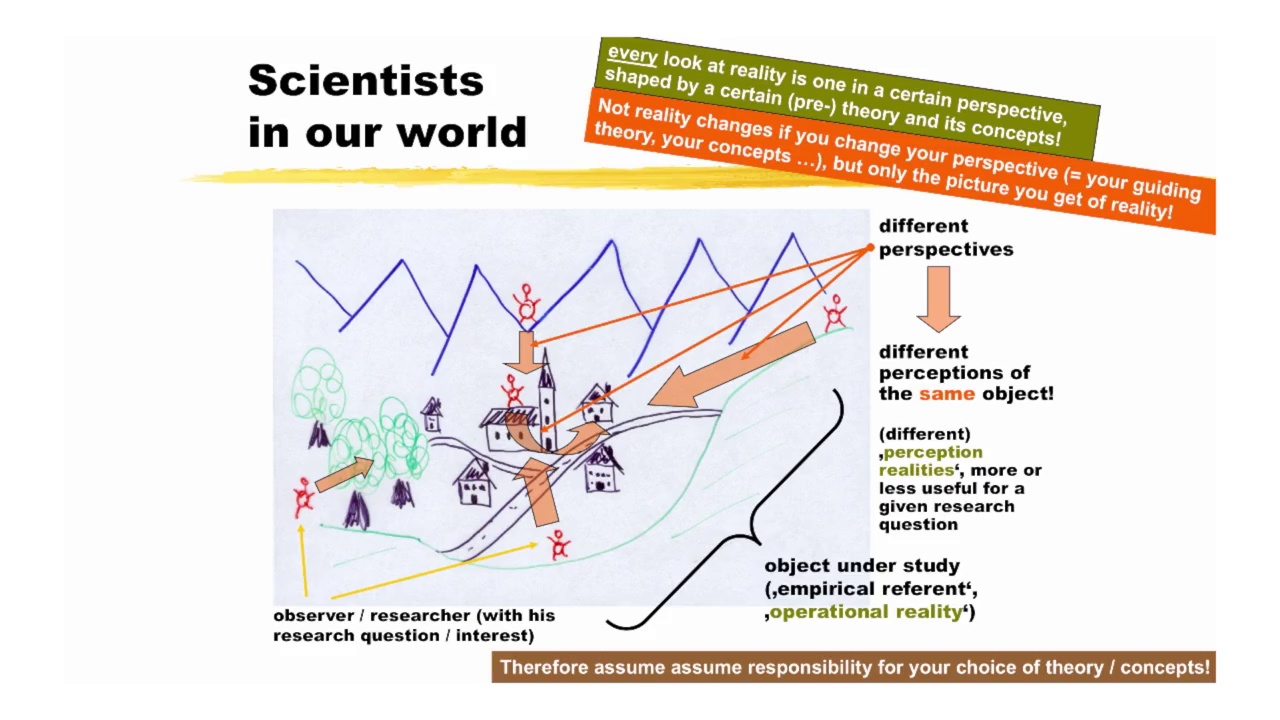 Scientists
in our world
every look at reality is one in a certain perspective,
shaped by a certain (pre-) theory and its concepts!
Not reality changes if you change your perspective (= your guiding
theory, your concepts …), but only the picture you get of reality!
different
perspectives
different
perceptions of
the same object!
(different)
‚perception
realities‘, more or
less useful for a
given research
question
object under study
(‚empirical referent‘,
‚operational reality‘)
observer / researcher (with his
research question / interest)
Therefore assume assume responsibility for your choice of theory / concepts!